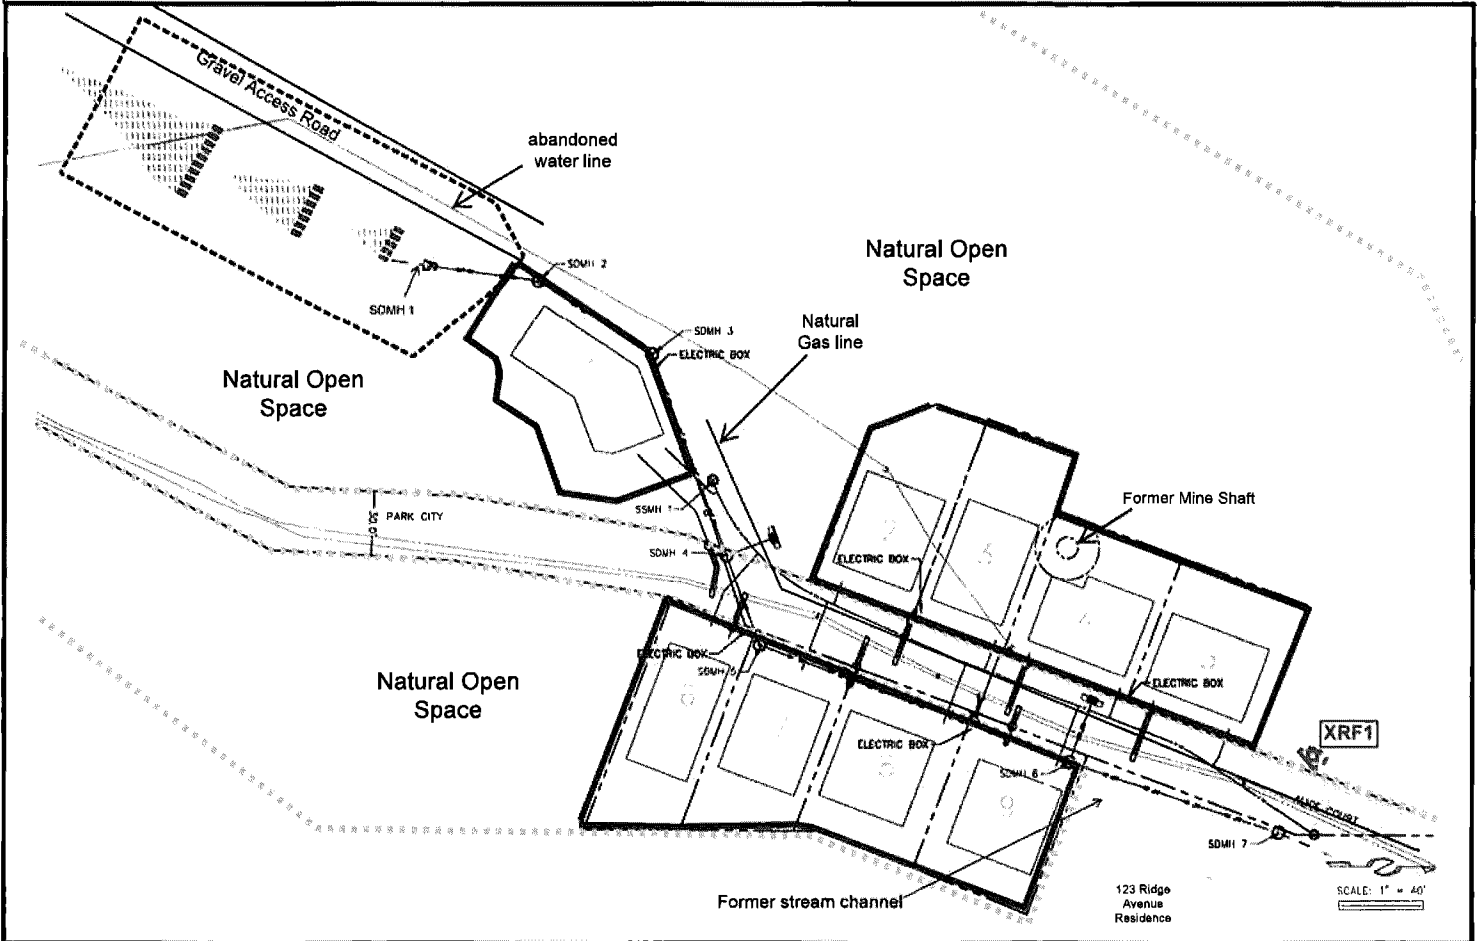 Gravel Access Road
abandoned
water line
SDMH 2
SDMH 1
Natural Open
Space
SDMH 3
ELECTRIC BOX
Natural
Gas line
Natural Open
Space
Former Mine Shaft
SSMH 1
PARK CITY
SDMH 4
2
3
ELECTRIC BOX
4
ELECTRIC BOX
SDMH 5
ELECTRIC BOX
Natural Open
Space
7
8
9
ELECTRIC BOX
SDMH 6
XRF1
ALICE COURT
SDMH 7
SCALE: 1" = 40'
Former stream channel
123 Ridge
Avenue
Residence